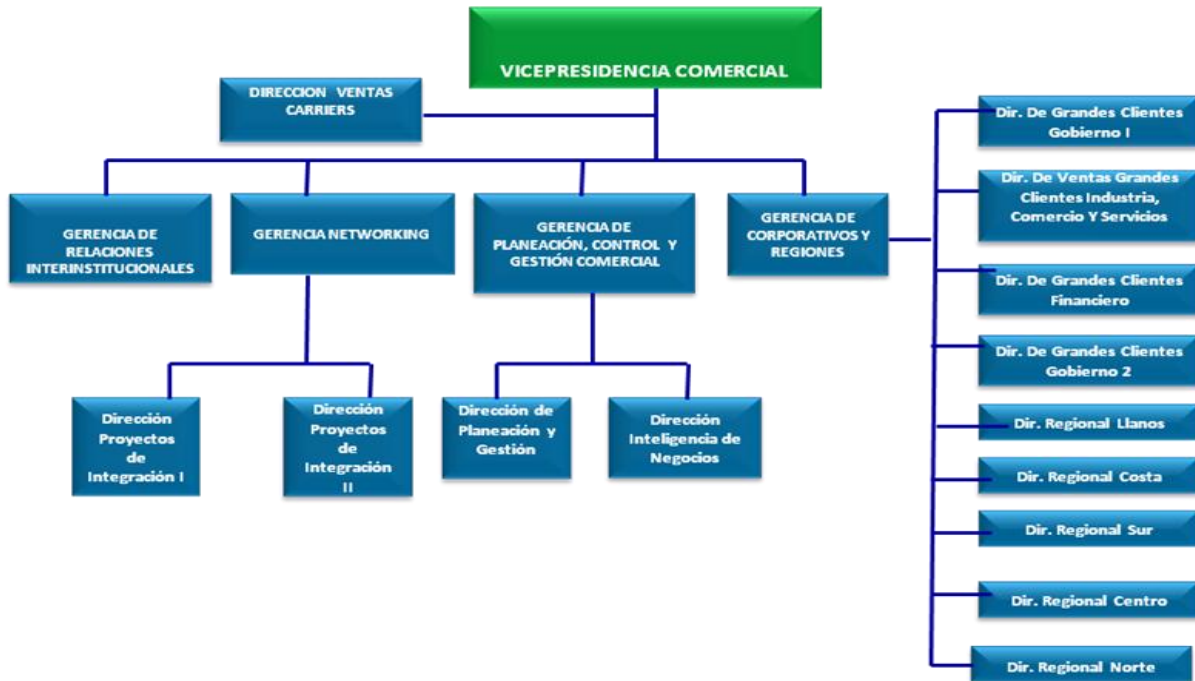 VICEPRESIDENCIA COMERCIAL
DIRECCION VENTAS
CARRIERS
GERENCIA DE
RELACIONES
INTERINSTITUCIONALES
GERENCIA NETWORKING
GERENCIA DE
PLANEACIÓN, CONTROL Y
GESTIÓN COMERCIAL
GERENCIA DE
CORPORATIVOS Y
REGIONES
Dirección
Proyectos
de
Integración I
Dirección
Proyectos
de
Integración
II
Dirección de
Planeación y
Gestión
Dirección
Inteligencia de
Negocios
Dir. De Grandes Clientes
Gobierno I
Dir. De Ventas Grandes
Clientes Industria,
Comercio Y Servicios
Dir. De Grandes Clientes
Financiero
Dir. De Grandes Clientes
Gobierno 2
Dir. Regional Llanos
Dir. Regional Costa
Dir. Regional Sur
Dir. Regional Centro
Dir. Regional Norte